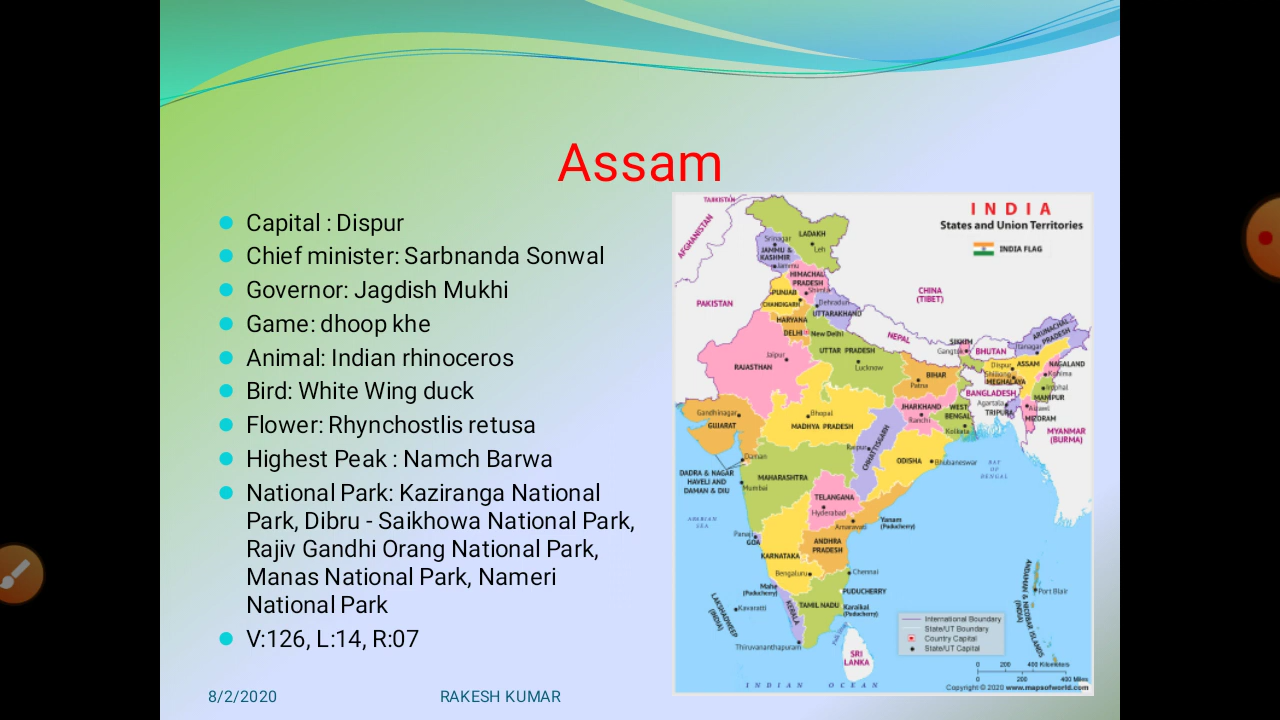 Assam
Capital : Dispur
Chief minister: Sarbnanda Sonwal
Governor: Jagdish Mukhi
Game: dhoop khe
Animal: Indian rhinoceros
Bird: White Wing duck
Flower: Rhynchostlis retusa
Highest Peak : Namch Barwa
National Park: Kaziranga National
Park, Dibru - Saikhowa National Park,
Rajiv Gandhi Orang National Park,
Manas National Park, Nameri
National Park
V:126, L:14, R:07
8/2/2020
RAKESH KUMAR
INDIA
States and Union Territories
INDIA FLAG
TAJIKISTAN
AFGHANISTAN
PAKISTAN
CHINA
(TIBET)
NEPAL
BHUTAN
BANGLADESH
MYANMAR
(BURMA)
SRI
LANKA
LADAKH
Leh
Srinagar
JAMMU &
KASHMIR
Jammu
HIMACHAL
PRADESH
Shimla
PUNJAB
CHANDIGARH
Dehradun
UTTARAKHAND
HARYANA
DELHI
New Delhi
RAJASTHAN
Jaipur
UTTAR PRADESH
Lucknow
BIHAR
Patna
SIKKIM
Gangtok
ARUNACHAL
PRADESH
Itanagar
Dispur
ASSAM
NAGALAND
Kohima
Shillong
MEGHALAYA
Imphal
MANIPUR
Agartala
TRIPURA
Aizawl
MIZORAM
Gandhinagar
GUJARAT
Bhopal
MADHYA PRADESH
JHARKHAND
Ranchi
WEST
BENGAL
Kolkata
Raipur
CHHATTISGARH
ODISHA
Bhubaneswar
Daman
DADRA & NAGAR
HAVELI AND
DAMAN & DIU
MAHARASHTRA
Mumbai
TELANGANA
Hyderabad
Amaravati
Yanam
(Puducherry)
ANDHRA
PRADESH
Panaji
GOA
KARNATAKA
Bengaluru
Chennai
Mahe
(Puducherry)
PUDUCHERRY
TAMIL NADU
Karaikal
(Puducherry)
KERALA
Thiruvananthapuram
LAKSHADWEEP
(INDIA)
Kavaratti
ANDAMAN & NICOBAR ISLANDS
(INDIA)
Port Blair
ARABIAN
SEA
BAY
OF
BENGAL
INDIAN OCEAN
International Boundary
State/UT Boundary
Country Capital
State/UT Capital
0 200 400 Kilometers
0 200 400 Miles
Copyright © 2020 www.mapsofworld.com